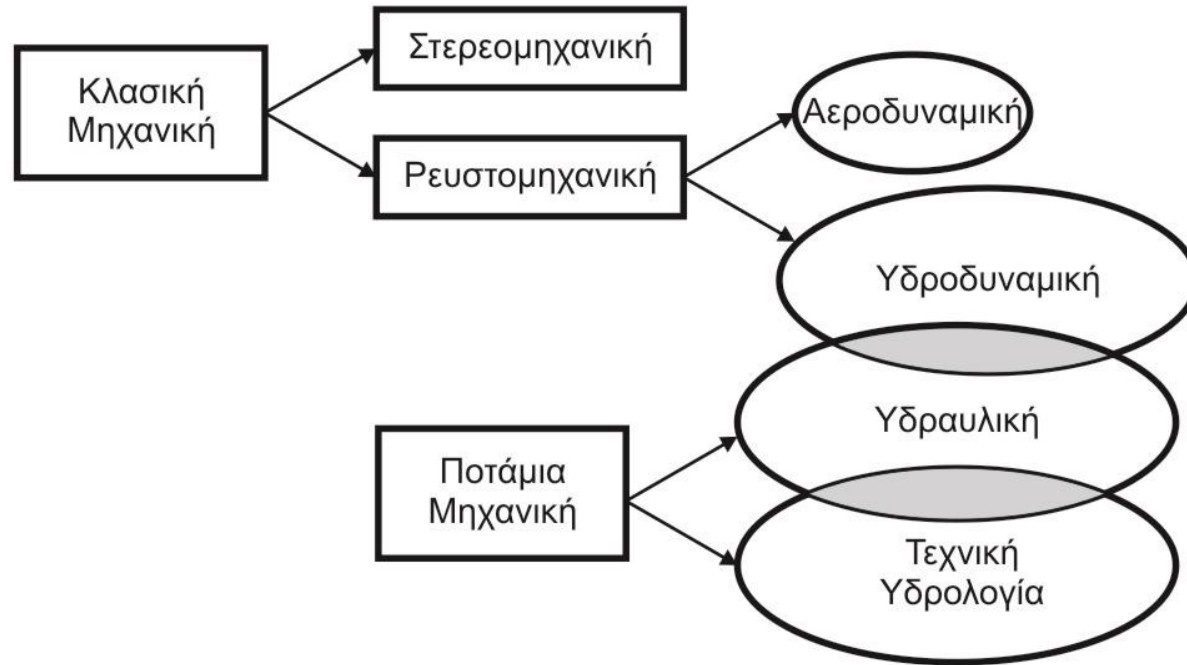 Στερεομηχανική
Κλασική
Μηχανική
Αεροδυναμική
Ρευστομηχανική
Υδροδυναμική
Υδραυλική
Ποτάμια
Μηχανική
Τεχνική
Υδρολογία